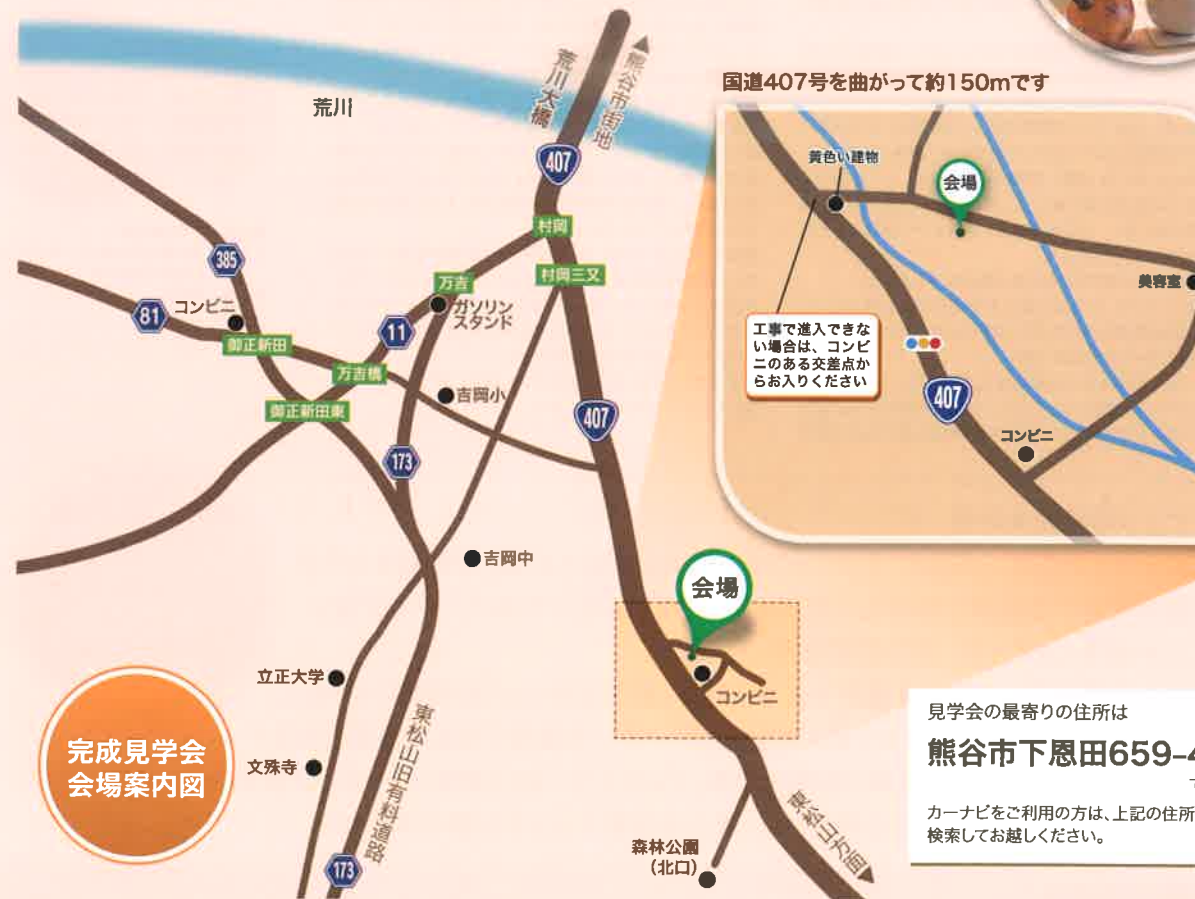 荒川
荒川大橋
熊谷市街地
407
村岡
村岡三又
385
81
コンビニ
御正新田
万吉
ガソリン
スタンド
11
万吉橋
御正新田東
吉岡小
407
173
吉岡中
会場
コンビニ
立正大学
文殊寺
東松山旧有料道路
173
森林公園
(北口)
東松山方面
完成見学会
会場案内図
国道407号を曲がって約150mです
黄色い建物
会場
美容室
工事で進入できな
い場合は、コンビ
ニのある交差点か
らお入りください
407
コンビニ
見学会の最寄りの住所は
熊谷市下恩田659-4
カーナビをご利用の方は、上記の住所
検索してお越しください。